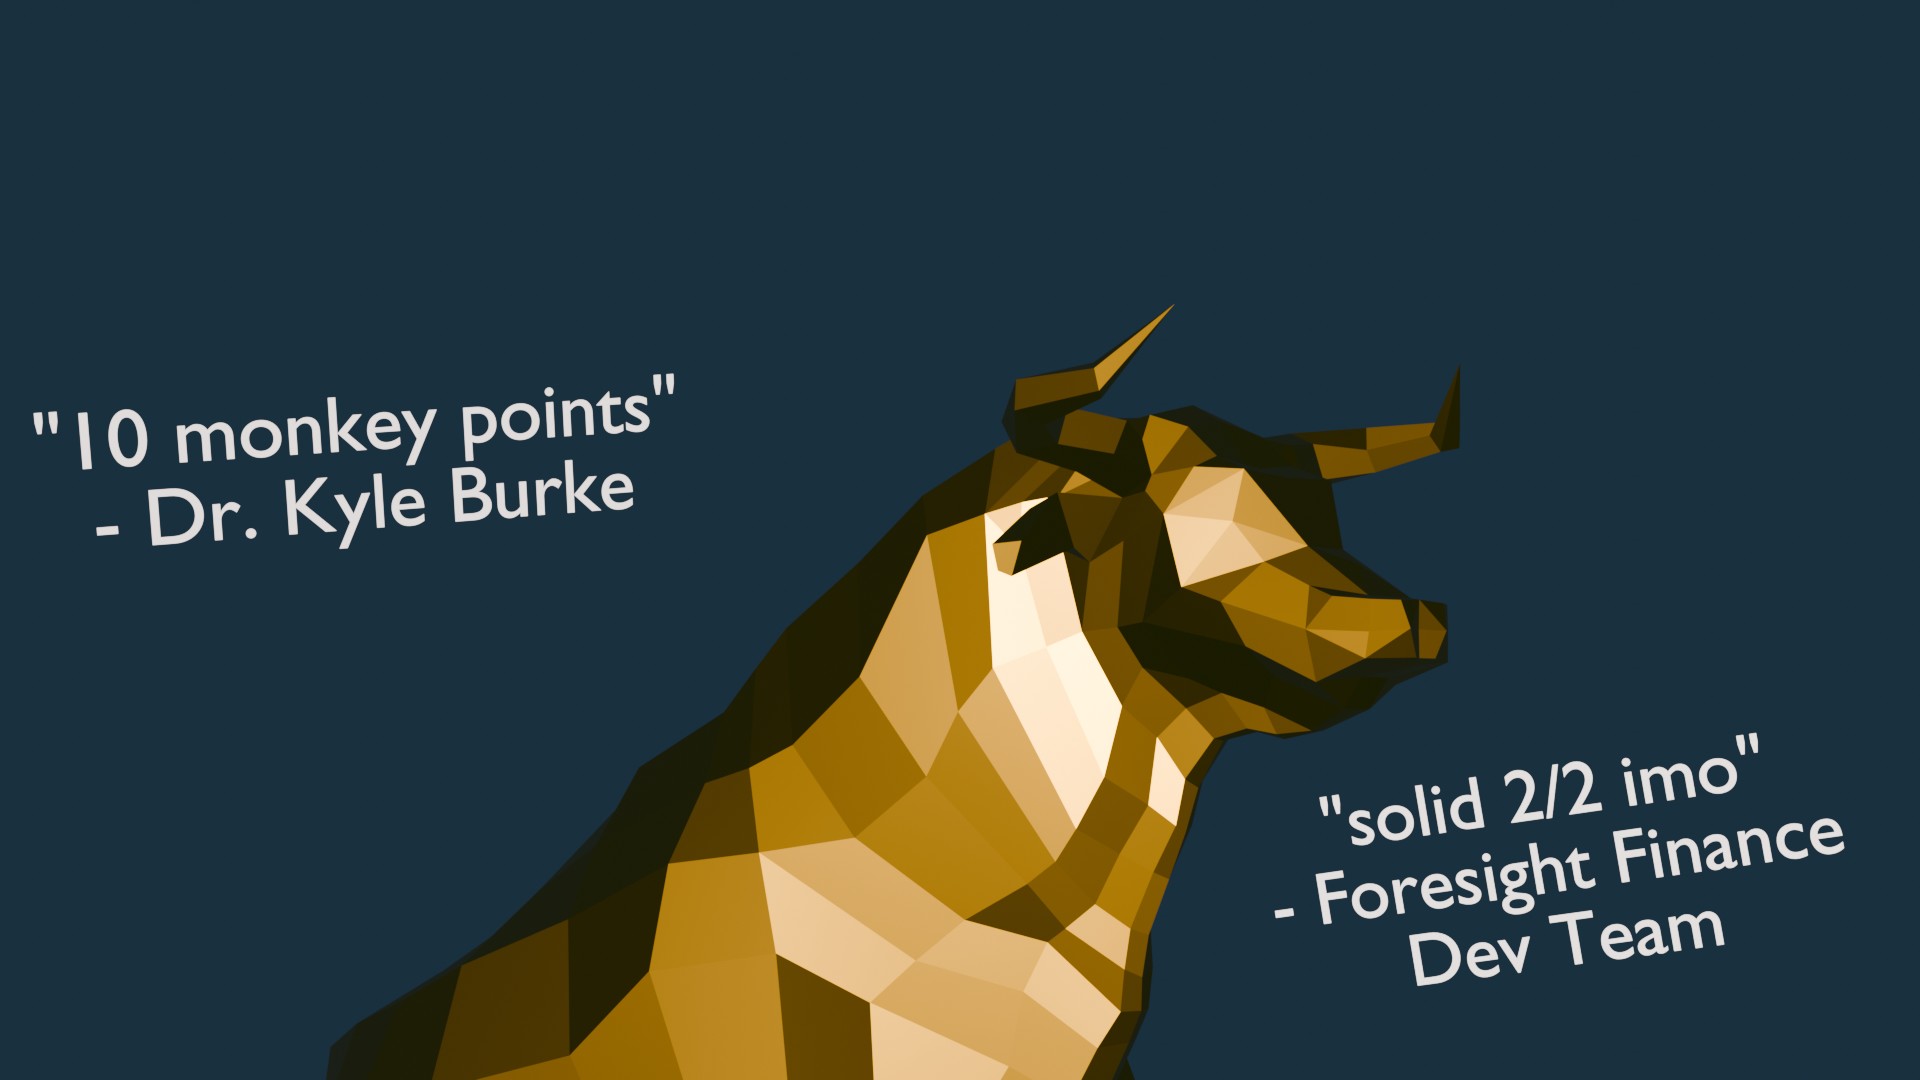 "10 monkey points"
- Dr. Kyle Burke
"solid 2/2 imo"
- Foresight Finance
Dev Team